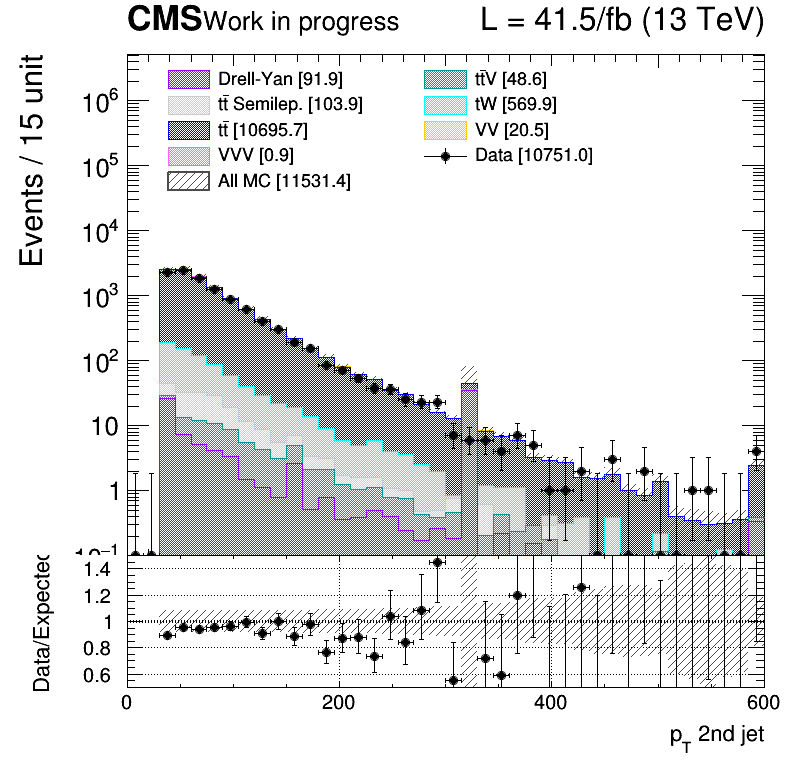 CMS Work in progress L = 41.5/fb (13 TeV)
Events / 15 unit
Drell-Yan [91.9] tt̄V [48.6]
tt̄ Semilep. [103.9] tW [569.9]
tt̄ [10695.7] VV [20.5]
VVV [0.9] Data [10751.0]
All MC [11531.4]
10⁶
10⁵
10⁴
10³
10²
10
1
10⁻¹
Data/Expected
1.4
1.2
1
0.8
0.6
0 200 400 600
p_T 2nd jet